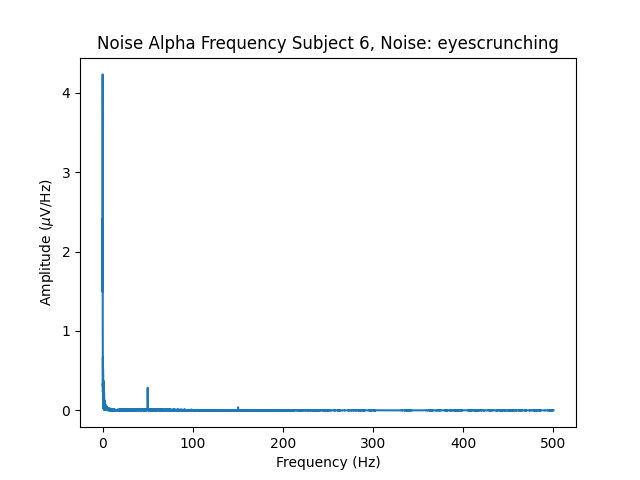 Noise Alpha Frequency Subject 6, Noise: eyescrunching
Amplitude (μV/Hz)
4
3
2
1
0
0 100 200 300 400 500
Frequency (Hz)